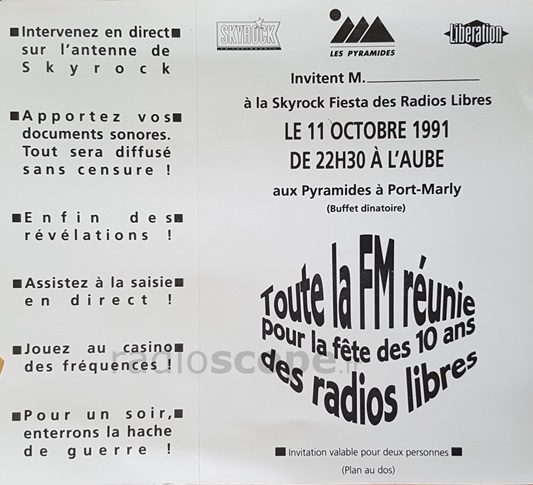 ■Intervenez en direct■
sur l'antenne de
Skyrock
■Apportez vos■
documents sonores.
Tout sera diffusé
sans censure !
■Enfin des■
révélations !
■Assistez à la saisie■
en direct !
■Jouez au casino■
des fréquences !
■Pour un soir,■
enterrons la hache
de guerre !
SKYROCK
LES PYRAMIDES
Libération
Invitent M.
à la Skyrock Fiesta des Radios Libres
LE 11 OCTOBRE 1991
DE 22H30 À L'AUBE
aux Pyramides à Port-Marly
(Buffet dinatoire)
Toute la FM réunie
pour la fête des 10 ans
des radios libres
■ Invitation valable pour deux personnes ■
(Plan au dos)
radioscope.fr